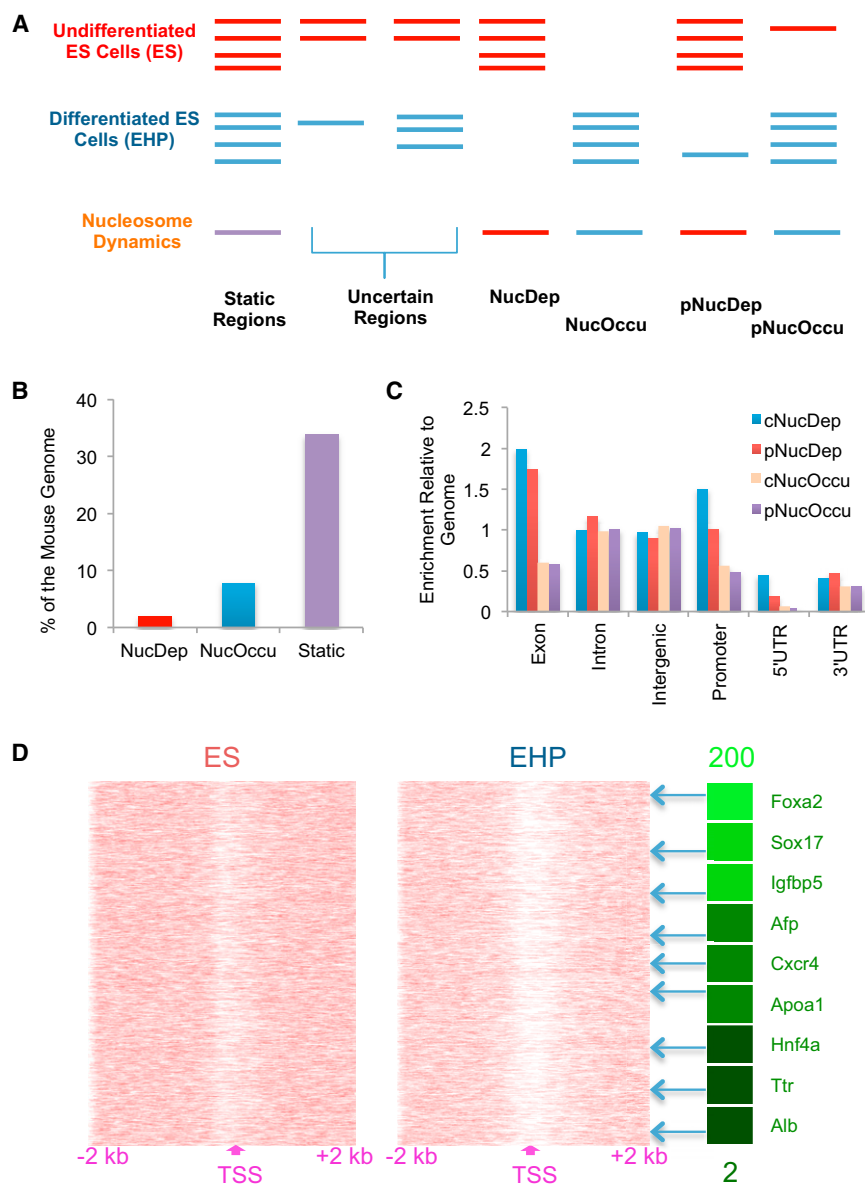 A
Undifferentiated
ES Cells (ES)
Differentiated ES
Cells (EHP)
Nucleosome
Dynamics
Static
Regions
Uncertain
Regions
NucDep
NucOccu
pNucDep
pNucOccu
B
% of the Mouse Genome
40
30
20
10
0
NucDep
NucOccu
Static
C
Enrichment Relative to
Genome
2.5
2
1.5
1
0.5
0
cNucDep
pNucDep
cNucOccu
pNucOccu
Exon
Intron
Intergenic
Promoter
5'UTR
3'UTR
D
ES
EHP
200
Foxa2
Sox17
Igfbp5
Afp
Cxcr4
Apoa1
Hnf4a
Ttr
Alb
-2 kb
TSS
+2 kb
-2 kb
TSS
+2 kb
2